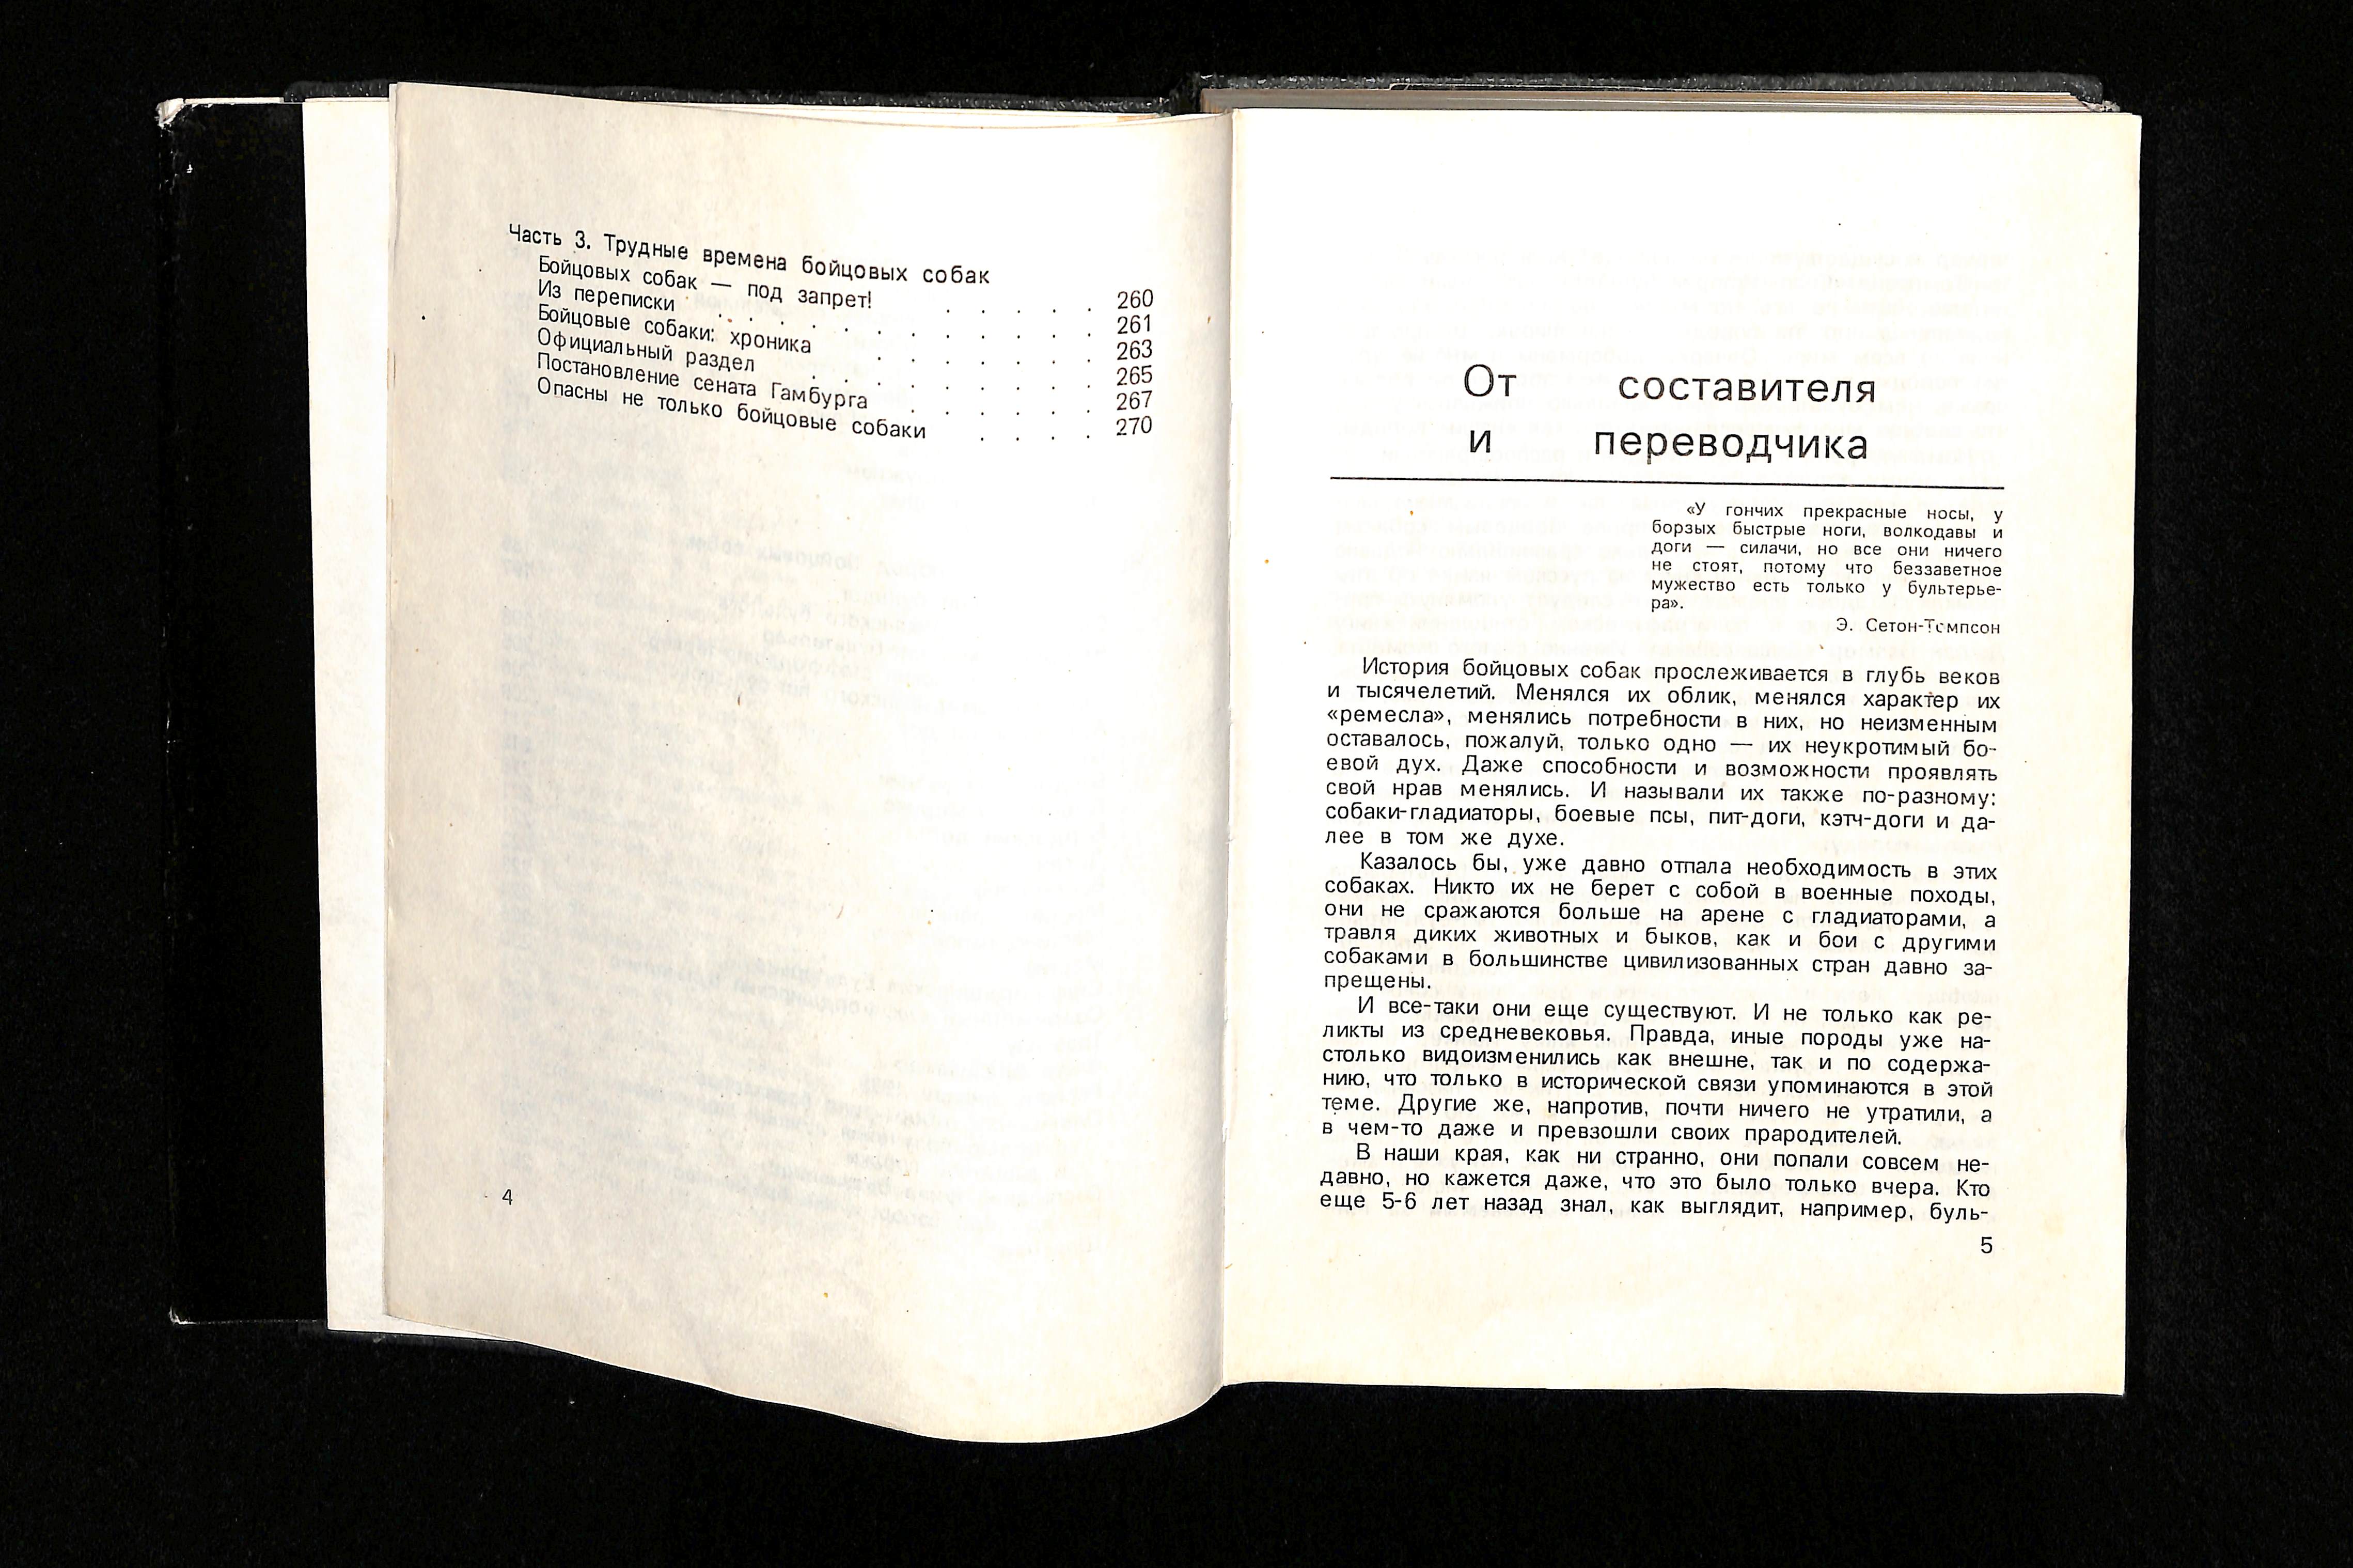 Часть 3. Трудные времена бойцовых собак
Бойцовых собак — под запрет! . . . . . 260
Из переписки . . . . . . . . . . . 261
Бойцовые собаки: хроника . . . . . . . 263
Официальный раздел . . . . . . . . . 265
Постановление сената Гамбурга . . . . . . 267
Опасны не только бойцовые собаки . . . . 270
4
От составителя
и переводчика
«У гончих прекрасные носы, у
борзых быстрые ноги, волкодавы и
доги — силачи, но все они ничего
не стоят, потому что беззаветное
мужество есть только у бультерье-
ра».
Э. Сетон-Томпсон
История бойцовых собак прослеживается в глубь веков
и тысячелетий. Менялся их облик, менялся характер их
«ремесла», менялись потребности в них, но неизменным
оставалось, пожалуй, только одно — их неукротимый бо-
евой дух. Даже способности и возможности проявлять
свой нрав менялись. И называли их также по-разному:
собаки-гладиаторы, боевые псы, пит-доги, кэтч-доги и да-
лее в том же духе.
Казалось бы, уже давно отпала необходимость в этих
собаках. Никто их не берет с собой в военные походы,
они не сражаются больше на арене с гладиаторами, а
травля диких животных и быков, как и бои с другими
собаками в большинстве цивилизованных стран давно за-
прещены.
И все-таки они еще существуют. И не только как ре-
ликты из средневековья. Правда, иные породы уже на-
столько видоизменились как внешне, так и по содержа-
нию, что только в исторической связи упоминаются в этой
теме. Другие же, напротив, почти ничего не утратили, а
в чем-то даже и превзошли своих прародителей.
В наши края, как ни странно, они попали совсем не-
давно, но кажется даже, что это было только вчера. Кто
еще 5-6 лет назад знал, как выглядит, например, буль-
5